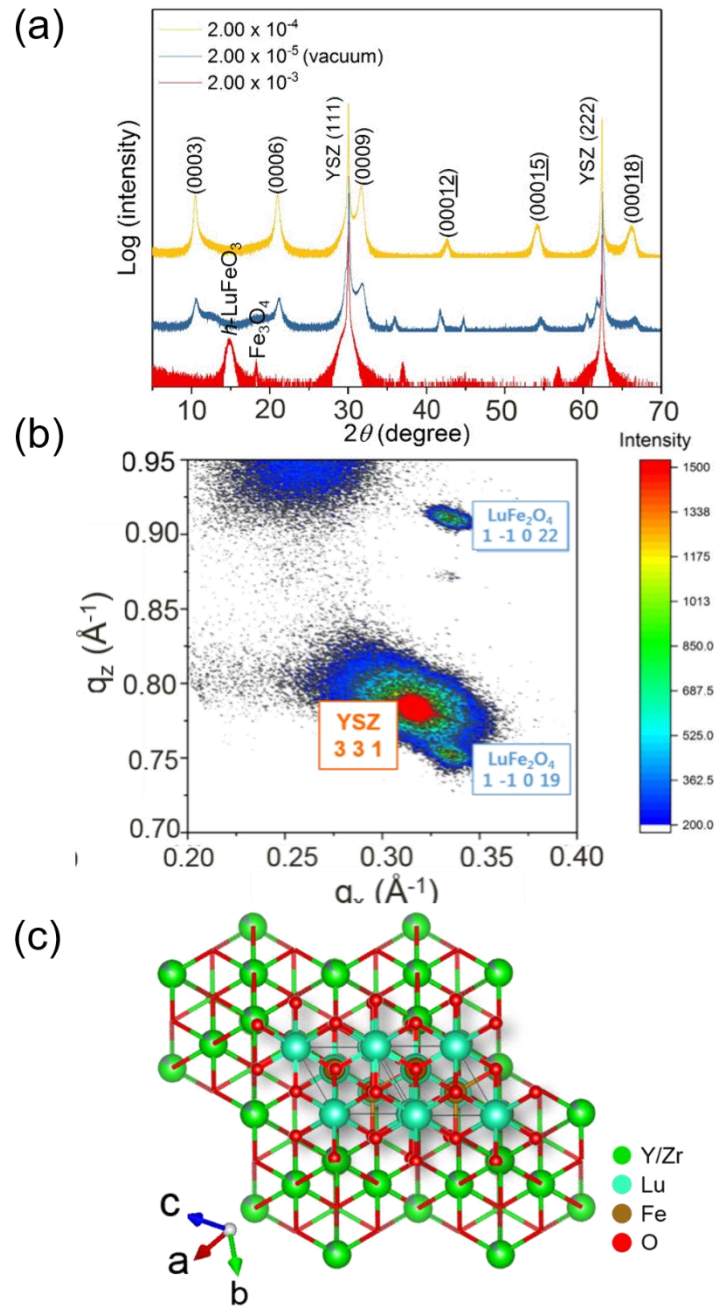 (a)
2.00 x 10⁻⁴
2.00 x 10⁻⁵ (vacuum)
2.00 x 10⁻³
Log (intensity)
(0003)
(0006)
YSZ (111)
(0009)
(00012)
(00015)
YSZ (222)
(00018)
h-LuFeO₃
Fe₃O₄
10 20 30 40 50 60 70
2θ (degree)
(b)
Intensity
0.95
0.90
0.85
0.80
0.75
0.70
q_z (Å⁻¹)
LuFe₂O₄
1 -1 0 22
YSZ
3 3 1
LuFe₂O₄
1 -1 0 19
0.20 0.25 0.30 0.35 0.40
q_x (Å⁻¹)
1500
1338
1175
1013
850.0
687.5
525.0
362.5
200.0
(c)
Y/Zr
Lu
Fe
O
c
a
b